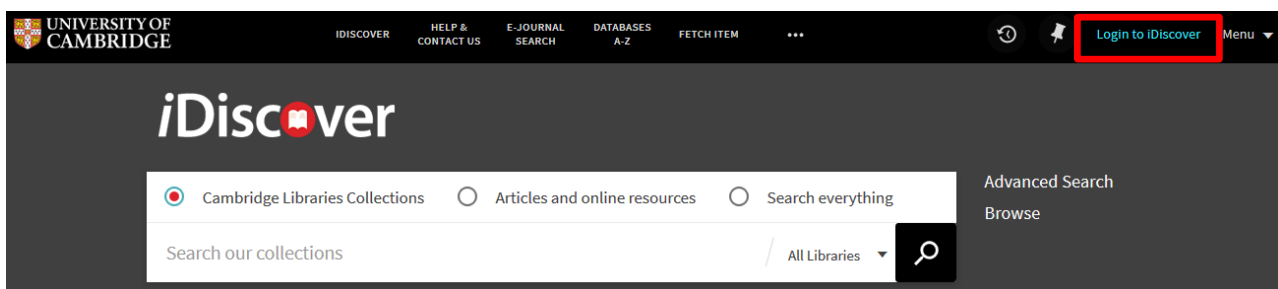 UNIVERSITY OF
CAMBRIDGE
IDISCOVER
HELP &
CONTACT US
E-JOURNAL
SEARCH
DATABASES
A-Z
FETCH ITEM
Login to iDiscover
Menu
iDiscover
Cambridge Libraries Collections
Articles and online resources
Search everything
Search our collections
All Libraries
Advanced Search
Browse